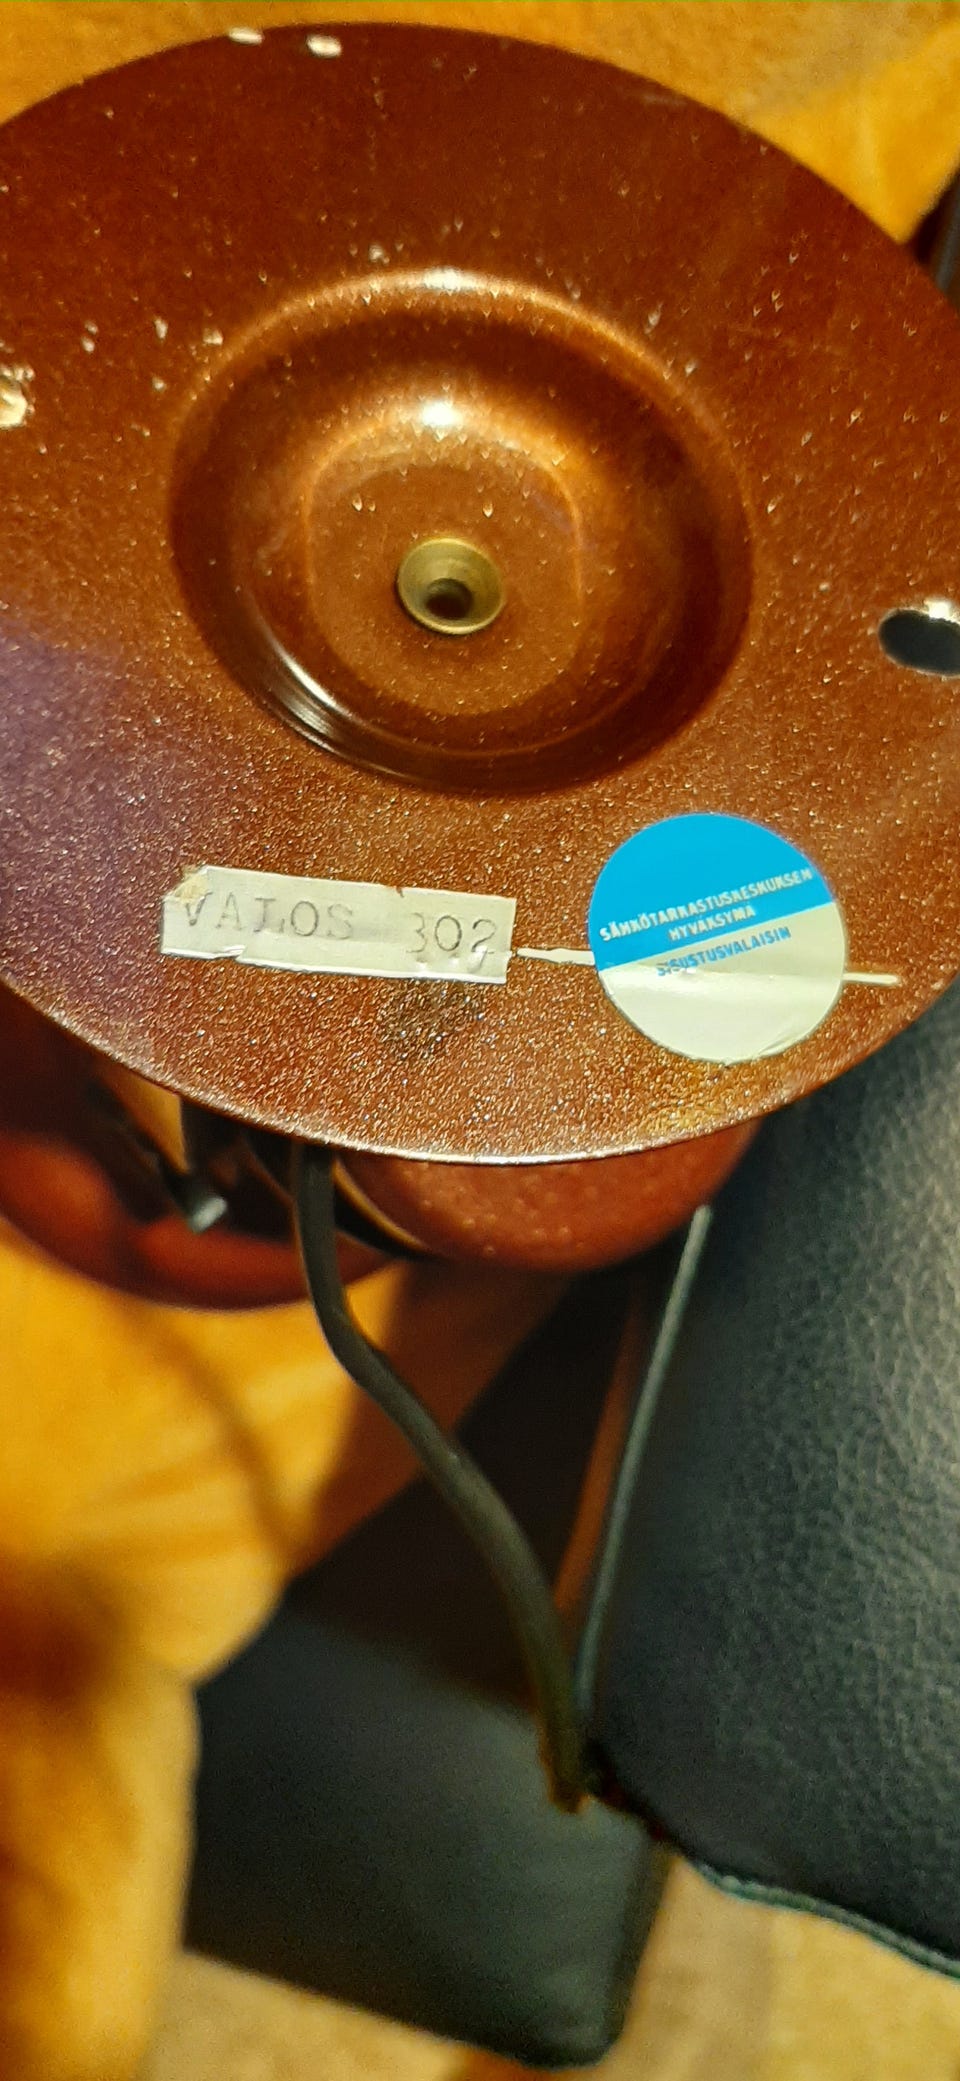 VALOS 302
SÄHKÖTARKASTUSKESKUKSEN
HYVÄKSYMÄ
SISUSTUSVALAISIN